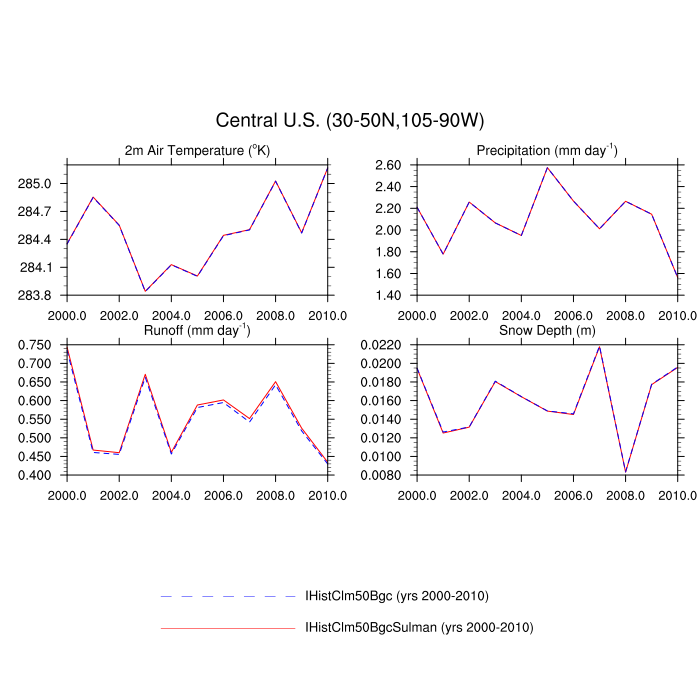 Central U.S. (30-50N,105-90W)
2m Air Temperature (°K)
285.0
284.7
284.4
284.1
283.8
2000.0 2002.0 2004.0 2006.0 2008.0 2010.0
Precipitation (mm day-1)
2.60
2.40
2.20
2.00
1.80
1.60
1.40
2000.0 2002.0 2004.0 2006.0 2008.0 2010.0
Runoff (mm day-1)
0.750
0.700
0.650
0.600
0.550
0.500
0.450
0.400
2000.0 2002.0 2004.0 2006.0 2008.0 2010.0
Snow Depth (m)
0.0220
0.0200
0.0180
0.0160
0.0140
0.0120
0.0100
0.0080
2000.0 2002.0 2004.0 2006.0 2008.0 2010.0
IHistClm50Bgc (yrs 2000-2010)
IHistClm50BgcSulman (yrs 2000-2010)